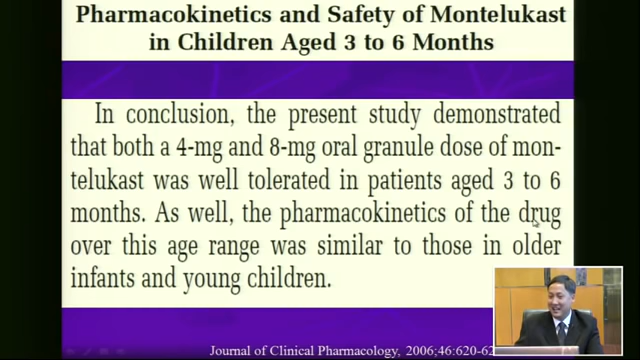 Pharmacokinetics and Safety of Montelukast
in Children Aged 3 to 6 Months
In conclusion, the present study demonstrated
that both a 4-mg and 8-mg oral granule dose of mon-
telukast was well tolerated in patients aged 3 to 6
months. As well, the pharmacokinetics of the drug
over this age range was similar to those in older
infants and young children.
Journal of Clinical Pharmacology, 2006;46:620-62